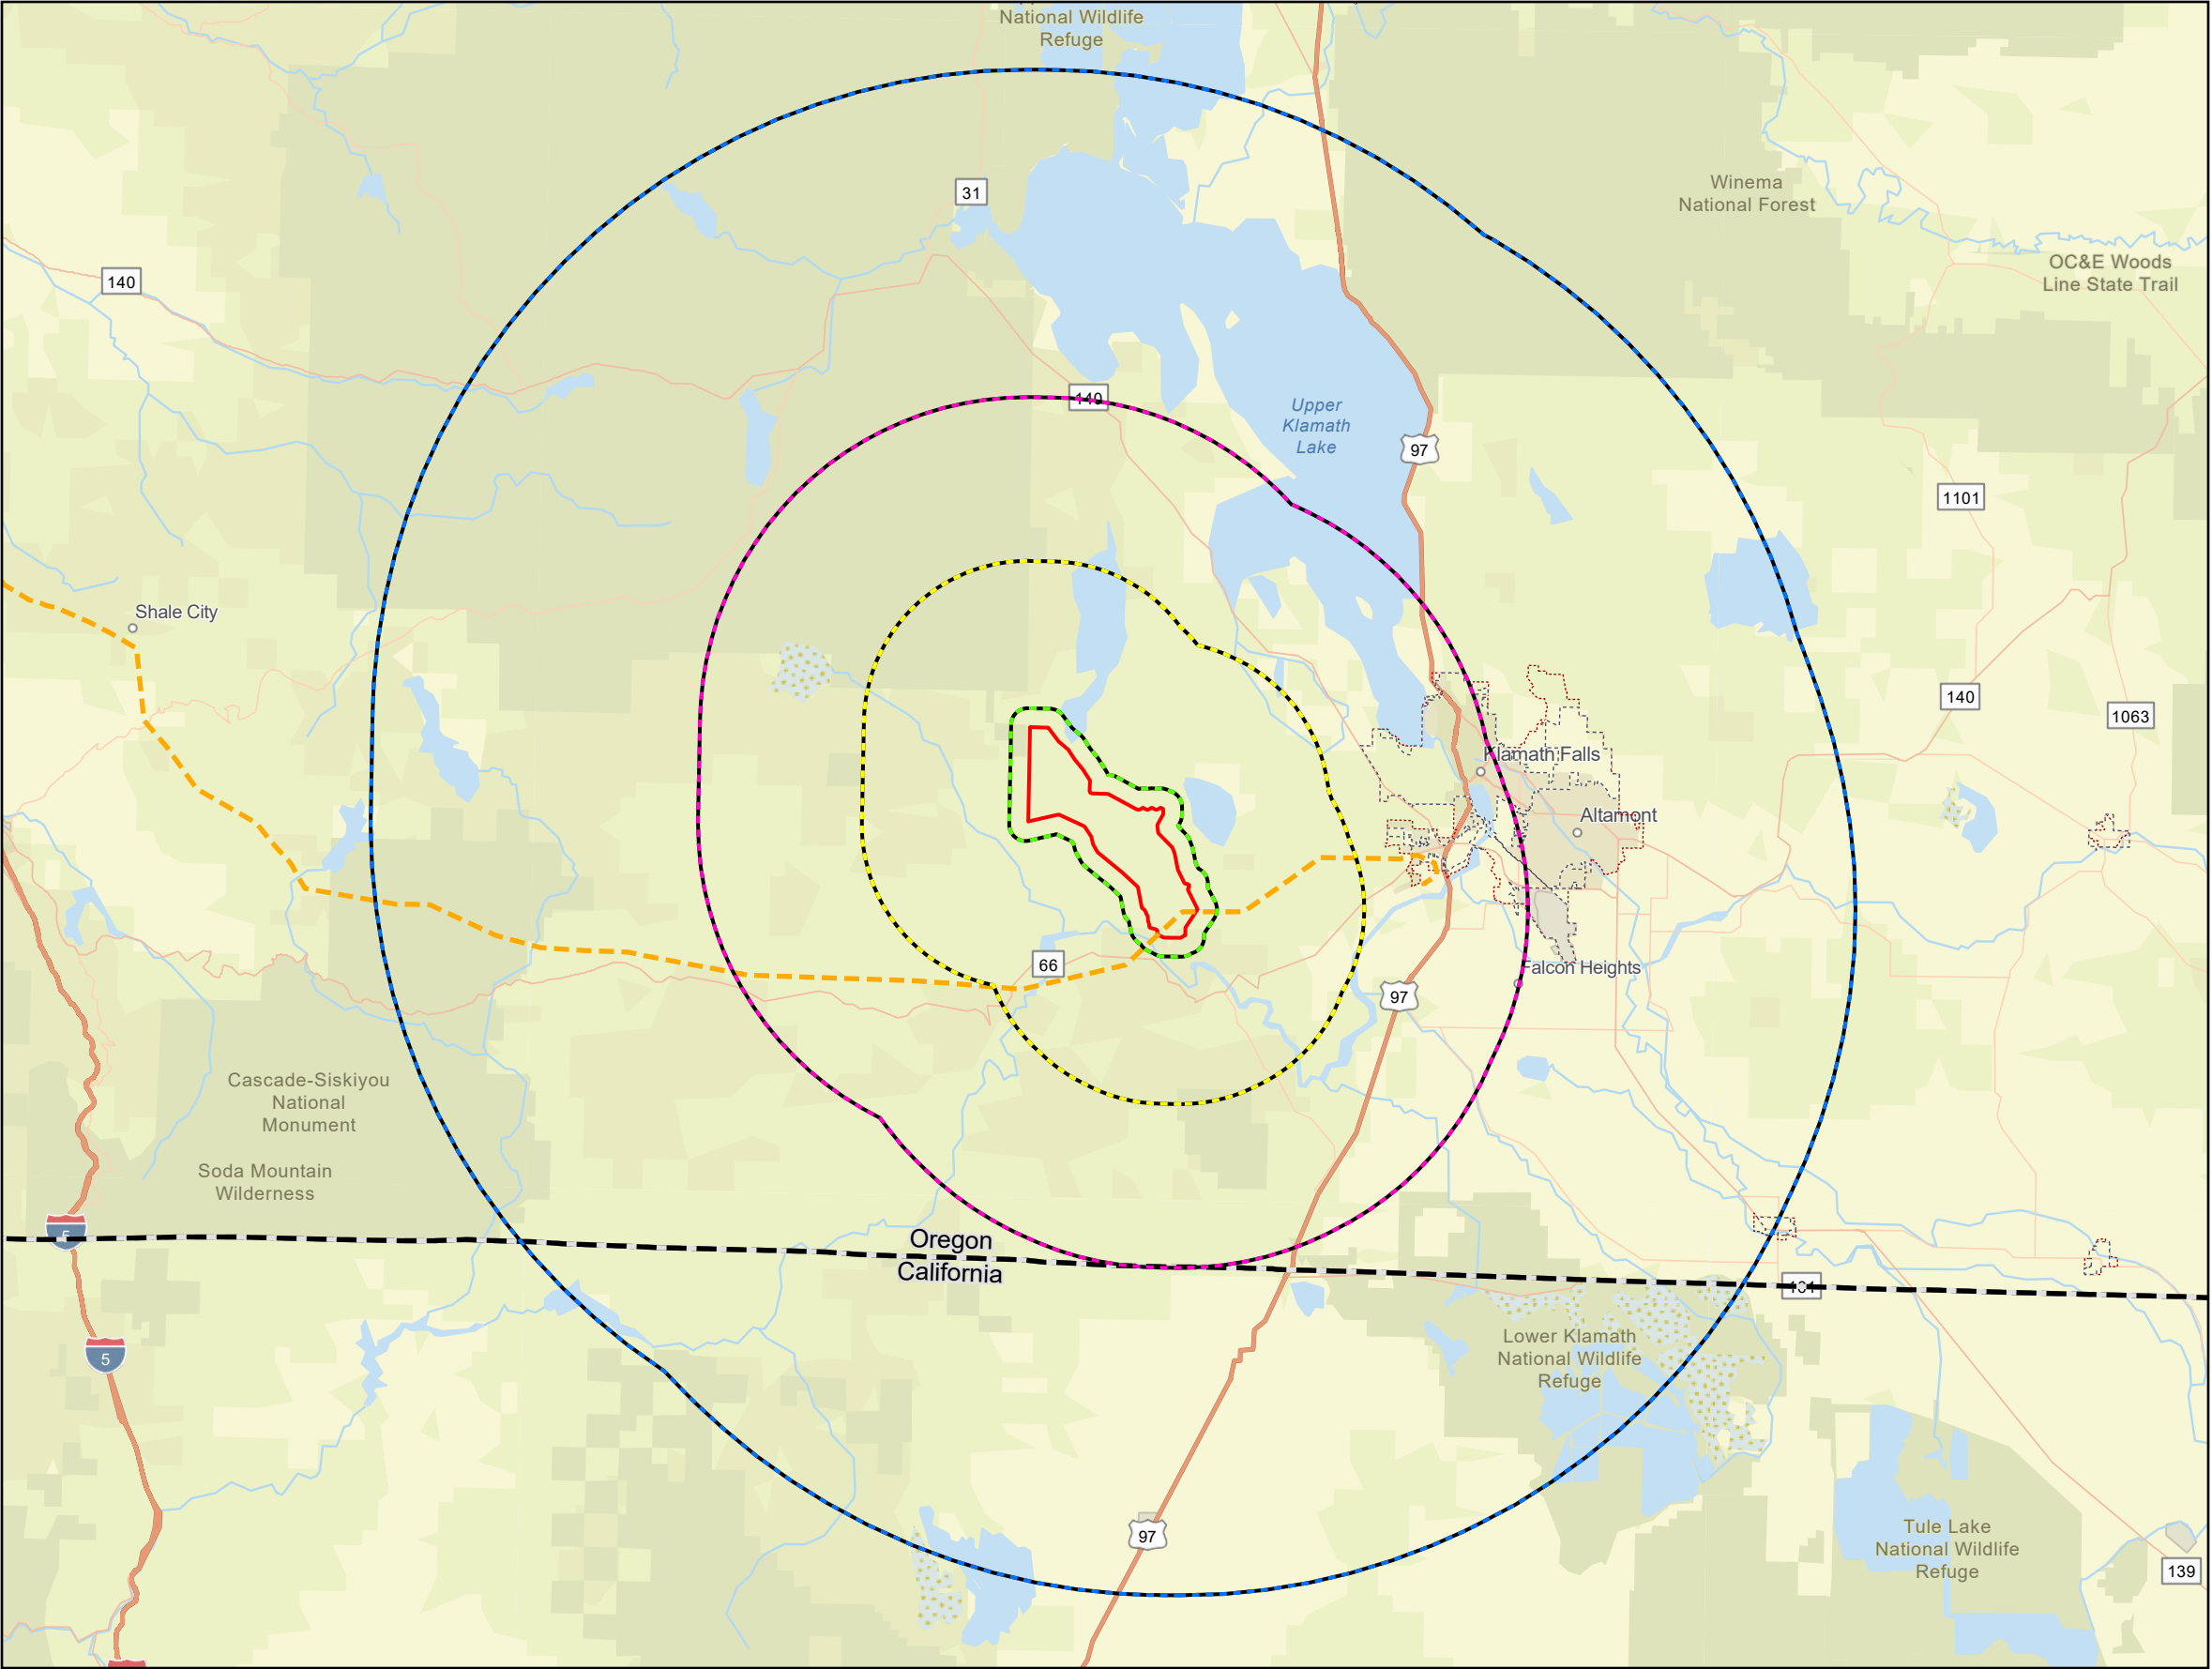 National Wildlife
Refuge
31
Winema
National Forest
OC&E Woods
Line State Trail
140
140
Upper
Klamath
Lake
97
1101
Shale City
140
1063
Klamath Falls
Altamont
66
Falcon Heights
97
Cascade-Siskiyou
National
Monument
Soda Mountain
Wilderness
5
Oregon
California
161
Lower Klamath
National Wildlife
Refuge
5
97
Tule Lake
National Wildlife
Refuge
139